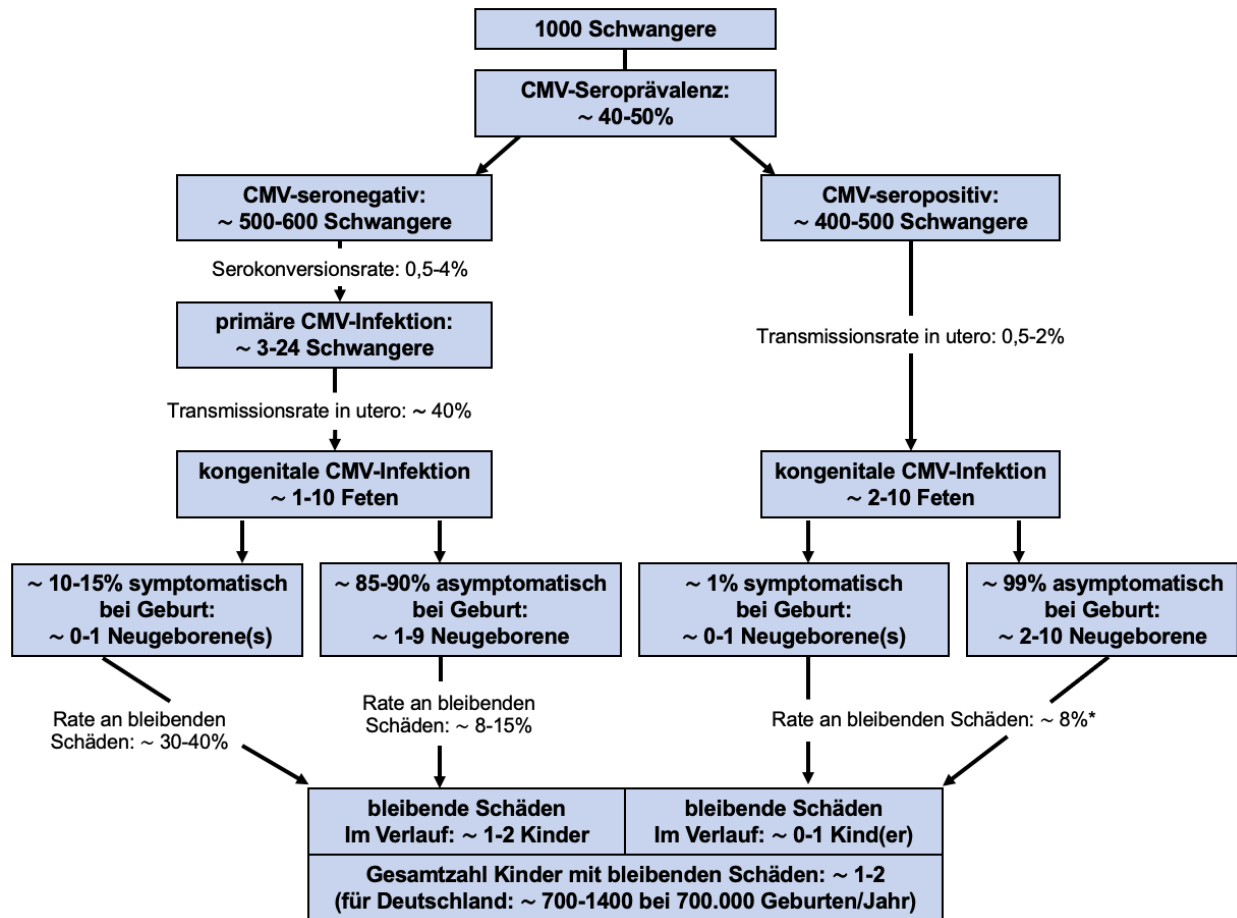 1000 Schwangere
CMV-Seroprävalenz:
~ 40-50%
CMV-seronegativ:
~ 500-600 Schwangere
CMV-seropositiv:
~ 400-500 Schwangere
Serokonversionsrate: 0,5-4%
primäre CMV-Infektion:
~ 3-24 Schwangere
Transmissionsrate in utero: 0,5-2%
Transmissionsrate in utero: ~ 40%
kongenitale CMV-Infektion
~ 1-10 Feten
kongenitale CMV-Infektion
~ 2-10 Feten
~ 10-15% symptomatisch
bei Geburt:
~ 0-1 Neugeborene(s)
~ 85-90% asymptomatisch
bei Geburt:
~ 1-9 Neugeborene
~ 1% symptomatisch
bei Geburt:
~ 0-1 Neugeborene(s)
~ 99% asymptomatisch
bei Geburt:
~ 2-10 Neugeborene
Rate an bleibenden
Schäden: ~ 30-40%
Rate an bleibenden
Schäden: ~ 8-15%
Rate an bleibenden Schäden: ~ 8%*
bleibende Schäden
Im Verlauf: ~ 1-2 Kinder
bleibende Schäden
Im Verlauf: ~ 0-1 Kind(er)
Gesamtzahl Kinder mit bleibenden Schäden: ~ 1-2
(für Deutschland: ~ 700-1400 bei 700.000 Geburten/Jahr)